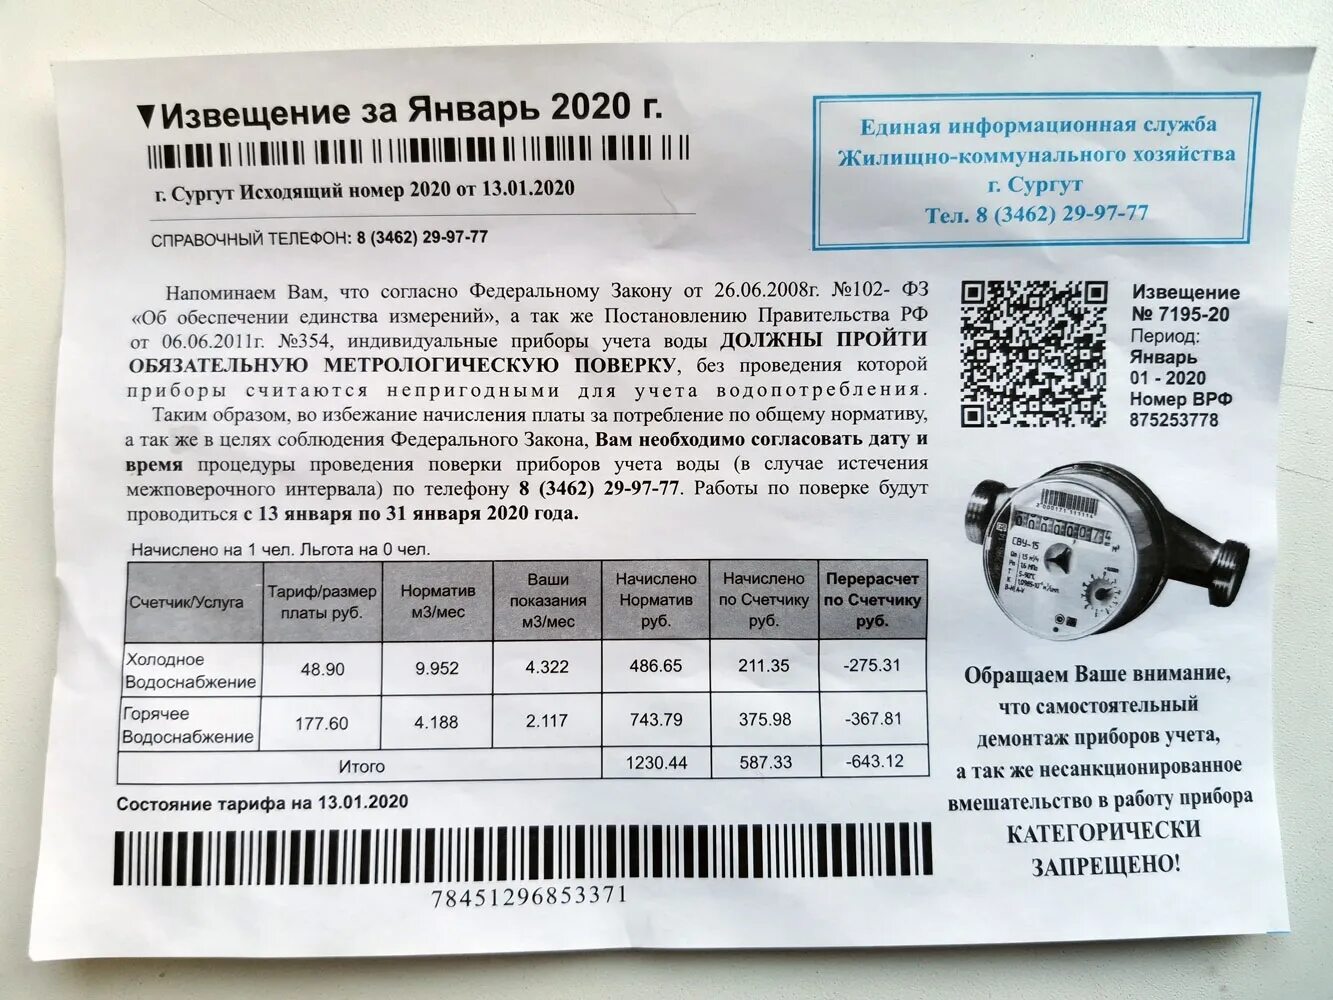 ▼Извещение за Январь 2020 г.
г. Сургут Исходящий номер 2020 от 13.01.2020
СПРАВОЧНЫЙ ТЕЛЕФОН: 8 (3462) 29-97-77
Единая информационная служба
Жилищно-коммунального хозяйства
г. Сургут
Тел. 8 (3462) 29-97-77
Напоминаем Вам, что согласно Федеральному Закону от 26.06.2008г. №102- ФЗ
«Об обеспечении единства измерений», а так же Постановлению Правительства РФ
от 06.06.2011г. №354, индивидуальные приборы учета воды ДОЛЖНЫ ПРОЙТИ
ОБЯЗАТЕЛЬНУЮ МЕТРОЛОГИЧЕСКУЮ ПОВЕРКУ, без проведения которой
приборы считаются непригодными для учета водопотребления.
Таким образом, во избежание начисления платы за потребление по общему нормативу,
а так же в целях соблюдения Федерального Закона, Вам необходимо согласовать дату и
время процедуры проведения поверки приборов учета воды (в случае истечения
межповерочного интервала) по телефону 8 (3462) 29-97-77. Работы по поверке будут
проводиться с 13 января по 31 января 2020 года.
Извещение
№ 7195-20
Период:
Январь
01 - 2020
Номер ВРФ
875253778
Начислено на 1 чел. Льгота на 0 чел.
Счетчик/Услуга Тариф/размер платы руб. Норматив м3/мес Ваши показания м3/мес Начислено Норматив руб. Начислено по Счетчику руб. Перерасчет по Счетчику руб.
Холодное Водоснабжение 48.90 9.952 4.322 486.65 211.35 -275.31
Горячее Водоснабжение 177.60 4.188 2.117 743.79 375.98 -367.81
Итого 1230.44 587.33 -643.12
Состояние тарифа на 13.01.2020
78451296853371
СВУ-15
Обращаем Ваше внимание,
что самостоятельный
демонтаж приборов учета,
а так же несанкционированное
вмешательство в работу прибора
КАТЕГОРИЧЕСКИ
ЗАПРЕЩЕНО!